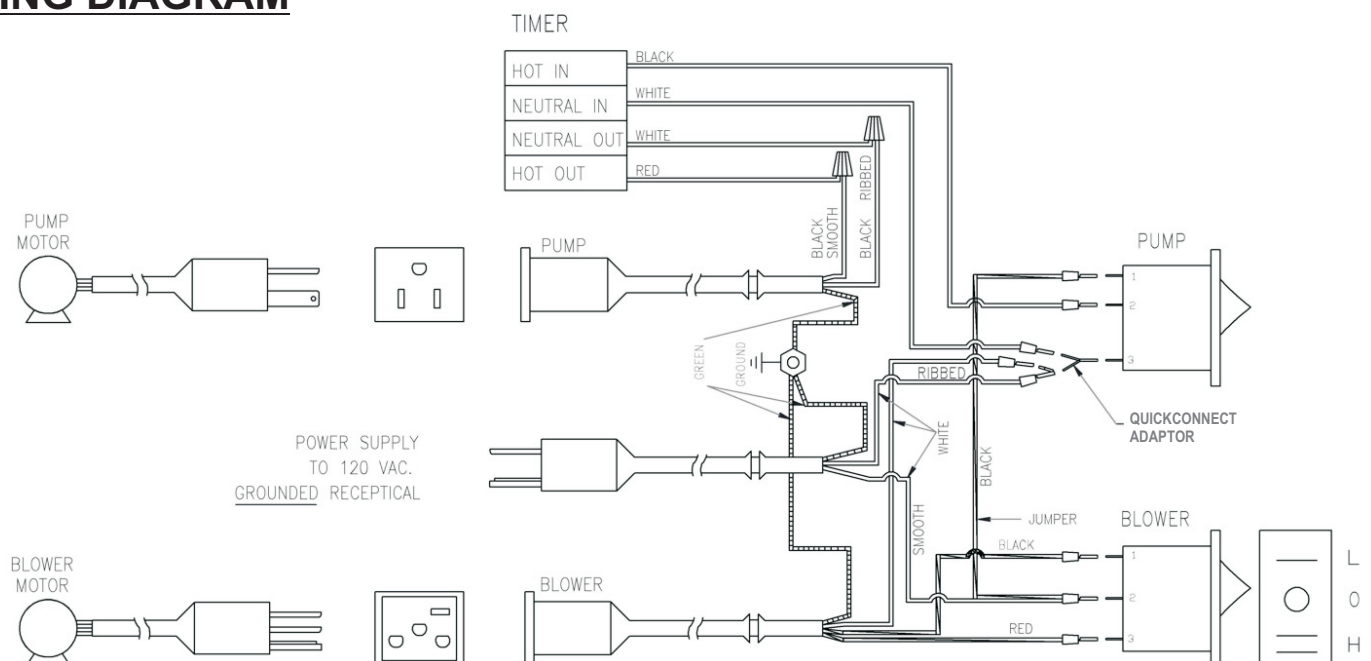 ING DIAGRAM
TIMER
HOT IN
BLACK
NEUTRAL IN
WHITE
NEUTRAL OUT
WHITE
HOT OUT
RED
BLACK
SMOOTH
BLACK RIBBED
PUMP
MOTOR
PUMP
PUMP
1
2
3
GREEN
GROUND
RIBBED
QUICKCONNECT
ADAPTOR
WHITE
POWER SUPPLY
TO 120 VAC.
GROUNDED RECEPTICAL
BLACK
SMOOTH
JUMPER
BLOWER
BLACK
1
2
3
RED
BLOWER
MOTOR
BLOWER
L
O
H